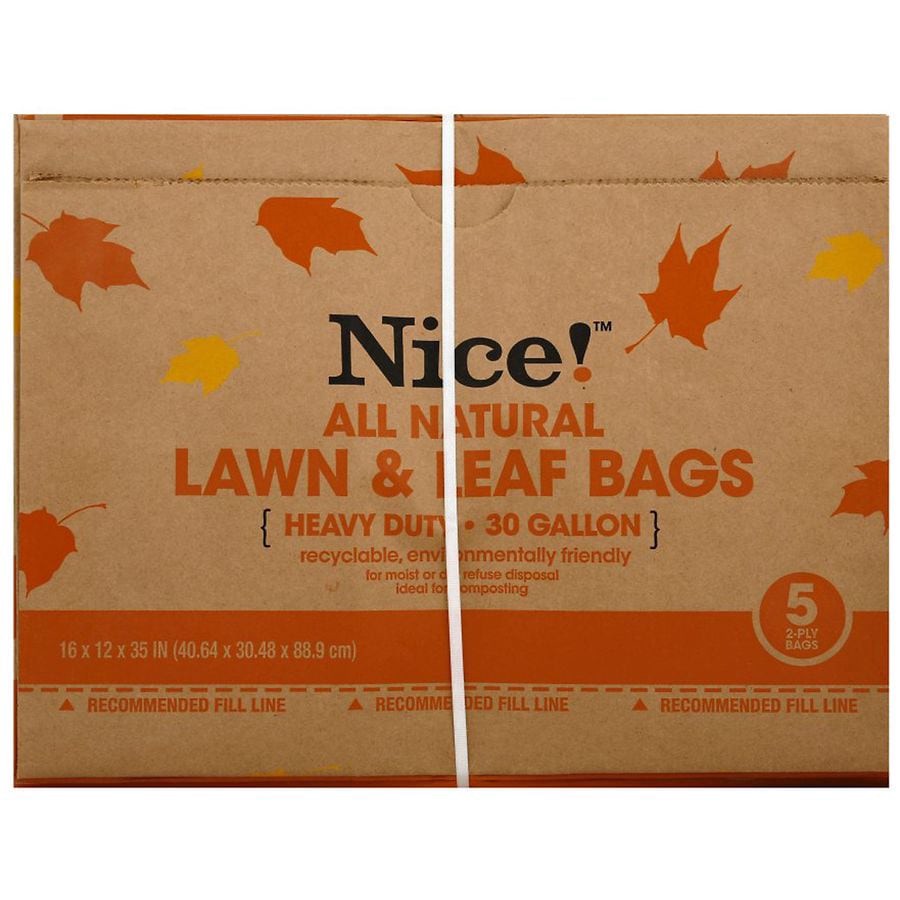 Nice!™
ALL NATURAL
LAWN & LEAF BAGS
{ HEAVY DUTY • 30 GALLON }
recyclable, environmentally friendly
for moist or dry refuse disposal
ideal for composting
5
2-PLY
BAGS
16 x 12 x 35 IN (40.64 x 30.48 x 88.9 cm)
▲ RECOMMENDED FILL LINE ▲ RECOMMENDED FILL LINE ▲ RECOMMENDED FILL LINE